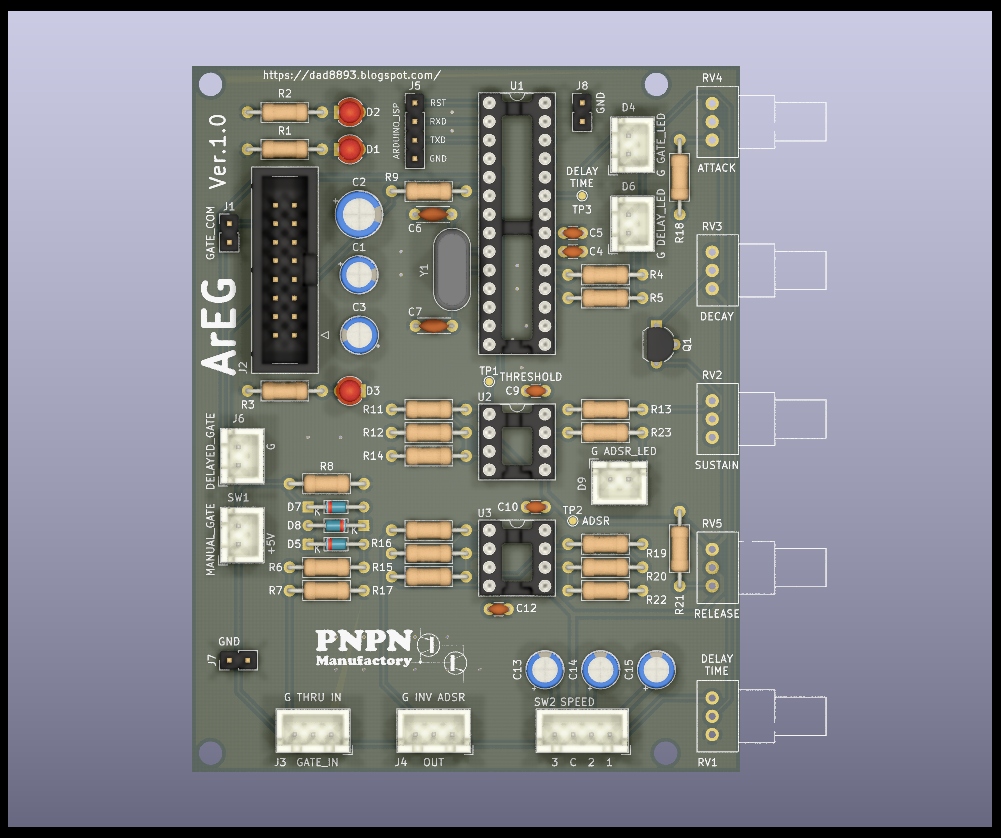 https://dad8893.blogspot.com/
R2
D2
R1
D1
Ver.1.0
J5
ARDUINO_ISP
RST
RXD
TXD
GND
U1
J8
GND
D4
G GATE_LED
RV4
ATTACK
C2
R9
C6
DELAY
TIME
TP3
D6
G DELAY_LED
R18
J1
GATE_COM
C1
Y1
C5
C4
RV3
DECAY
R4
R5
C3
C7
Q1
ArEG
J2
TP1
THRESHOLD
C9
R3
D3
U2
RV2
SUSTAIN
R11
R12
R14
R13
R23
J6
DELAYED_GATE
G
G ADSR_LED
D9
R8
SW1
MANUAL_GATE
+5V
D7
K
D8
K
D5
K
C10
U3
TP2
ADSR
RV5
RELEASE
R16
R15
R17
R6
R7
R19
R20
R22
R21
C12
GND
J7
PNPN
Manufactory
C13
C14
C15
DELAY
TIME
RV1
G THRU IN
J3 GATE_IN
G INV ADSR
J4 OUT
SW2 SPEED
3 C 2 1